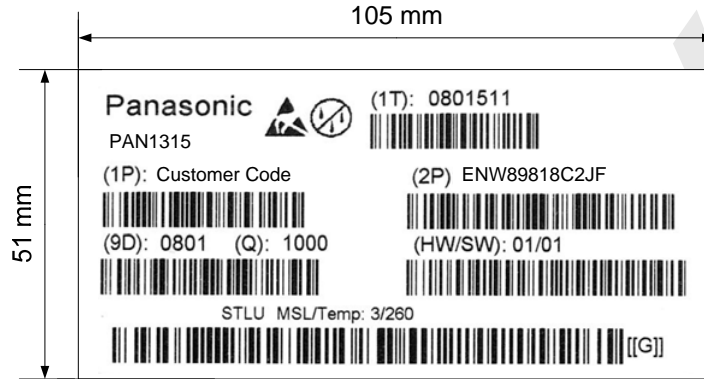 105 mm
51 mm
Panasonic
(1T): 0801511
PAN1315
(1P): Customer Code
(2P) ENW89818C2JF
(9D): 0801 (Q): 1000
(HW/SW): 01/01
STLU MSL/Temp: 3/260
[[G]]